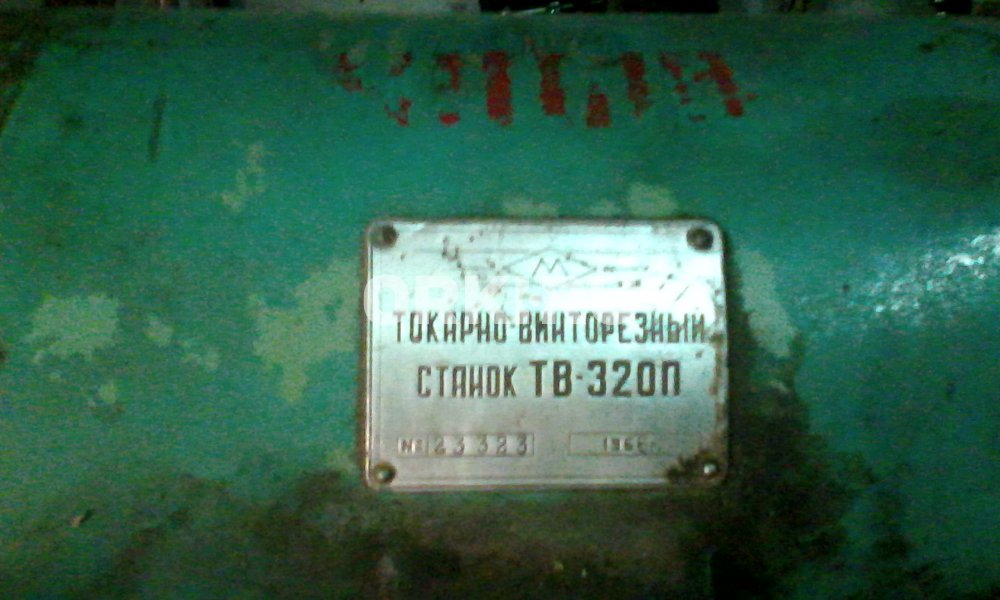 М
ТОКАРНО-ВИНТОРЕЗНЫЙ
СТАНОК ТВ-320П
№ 23323